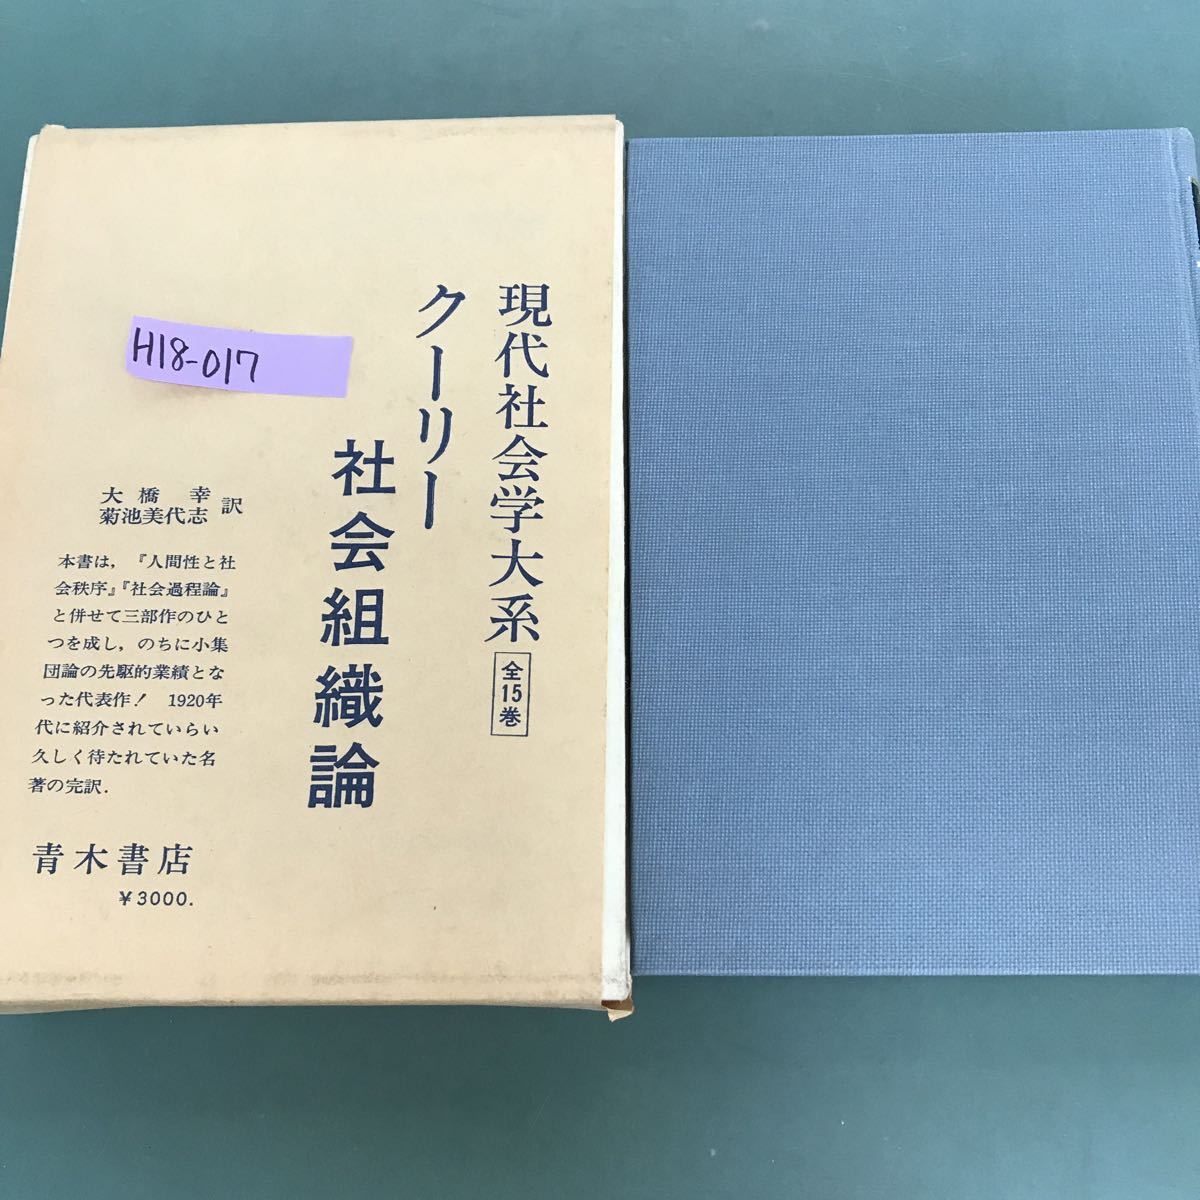 現代社会学大系
全15巻
クーリー
社会組織論
H18-017
大橋 幸
菊池美代志
訳
本書は，『人間性と社
会秩序』『社会過程論』
と併せて三部作のひと
つを成し，のちに小集
団論の先駆的業績とな
った代表作！ 1920年
代に紹介されていらい
久しく待たれていた名
著の完訳．
青木書店
¥3000.